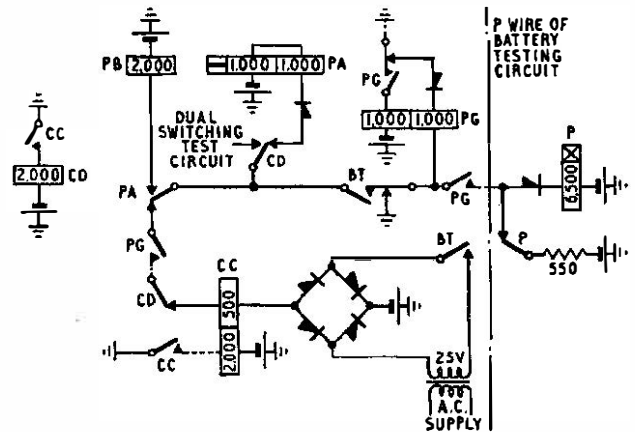 P WIRE OF
BATTERY
TESTING
CIRCUIT
PB 2,000
1,000 1,000 PA
PG
1,000 1,000 PG
CC
2,000 CD
DUAL
SWITCHING
TEST
CIRCUIT
CD
PA
BT
PG
P
6,500
PG
CD
CC
500
2,000
CC
BT
P
550
25V
A.C.
SUPPLY